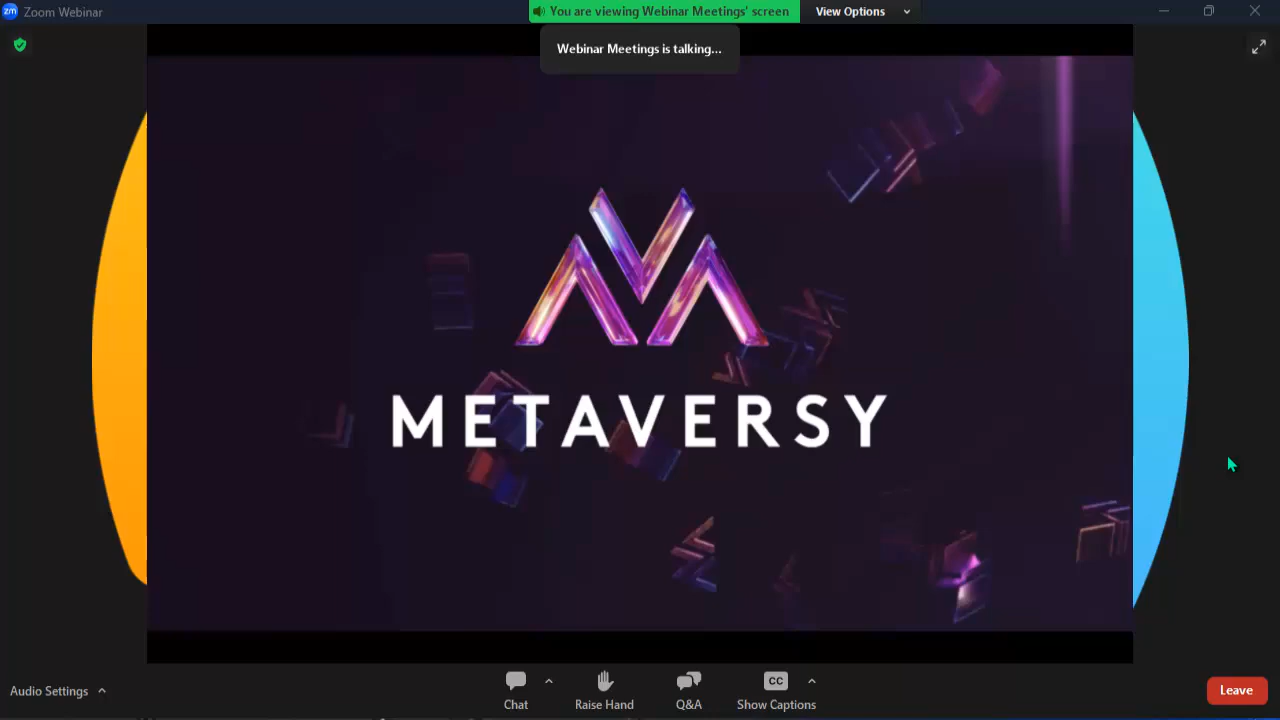 zm Zoom Webinar
You are viewing Webinar Meetings' screen
View Options
Webinar Meetings is talking...
METAVERSY
Audio Settings
Chat
Raise Hand
Q&A
CC
Show Captions
Leave